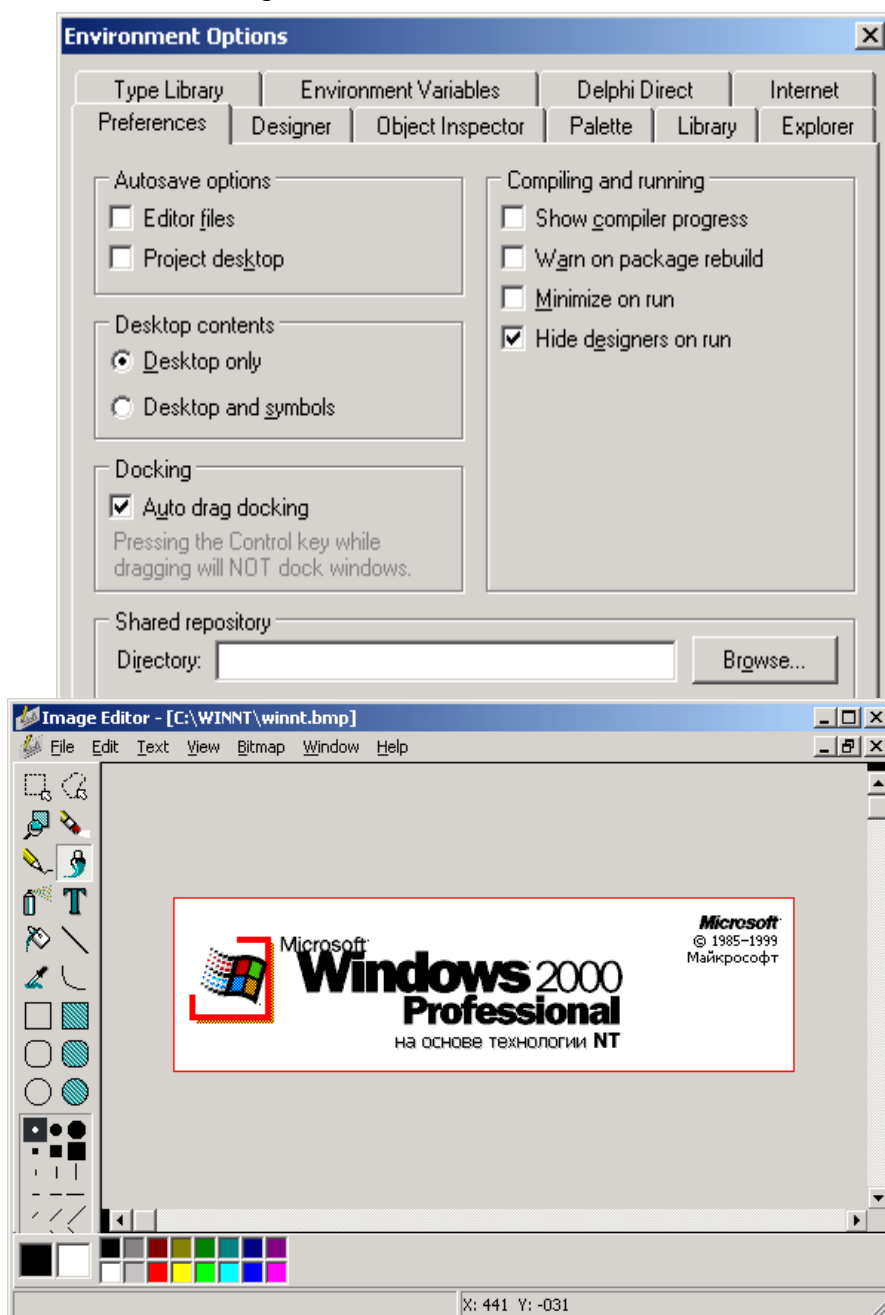 Environment Options
Type Library Environment Variables Delphi Direct Internet
Preferences Designer Object Inspector Palette Library Explorer
Autosave options
Editor files
Project desktop
Desktop contents
Desktop only
Desktop and symbols
Docking
Auto drag docking
Pressing the Control key while
dragging will NOT dock windows.
Compiling and running
Show compiler progress
Warn on package rebuild
Minimize on run
Hide designers on run
Shared repository
Directory: Browse...
Image Editor - [C:\WINNT\winnt.bmp]
File Edit Text View Bitmap Window Help
T
Microsoft
Windows 2000
Professional
на основе технологии NT
Microsoft
© 1985-1999
Майкрософт
X: 441 Y: -031